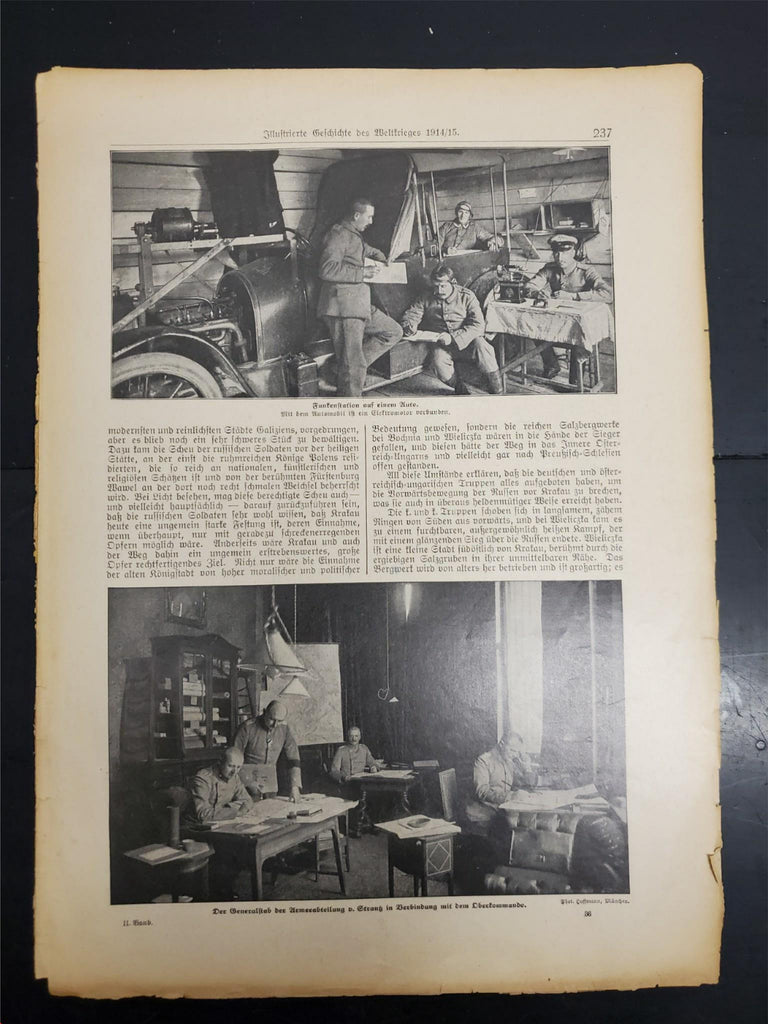 Illustrierte Geschichte des Weltkrieges 1914/15.
237
Funkenstation auf einem Auto.
Mit dem Automobil ist ein Elektromotor verbunden.
modernsten und reinlichsten Städte Galiziens, vorgedrungen,
aber es blieb noch ein sehr schweres Stück zu bewältigen.
Dazu kam die Scheu der russischen Soldaten vor der heiligen
Stätte, an der einst die ruhmreichen Könige Polens resi-
dierten, die so reich an nationalen, künstlerischen und
religiösen Schätzen ist und von der berühmten Fürstenburg
Wawel an der dort noch recht schmalen Weichsel beherrscht
wird. Bei Licht besehen, mag diese berechtigte Scheu auch —
und vielleicht hauptsächlich — darauf zurückzuführen sein,
daß die russischen Soldaten sehr wohl wissen, daß Krakau
heute eine ungemein starke Festung ist, deren Einnahme,
wenn überhaupt, nur mit geradezu schreckenerregenden
Opfern möglich wäre. Anderseits wäre Krakau und auch
der Weg dahin ein ungemein erstrebenswertes, große
Opfer rechtfertigendes Ziel. Nicht nur wäre die Einnahme
der alten Königstadt von hoher moralischer und politischer
Bedeutung gewesen, sondern die reichen Salzbergwerke
bei Bochnia und Wieliczka wären in die Hände der Sieger
gefallen, und diesen hätte der Weg in das Innere Öster-
reich-Ungarns und vielleicht gar nach Preußisch-Schlesien
offen gestanden.
All diese Umstände erklären, daß die deutschen und öster-
reichisch-ungarischen Truppen alles aufgeboten haben, um
die Vorwärtsbewegung der Russen vor Krakau zu brechen,
was sie auch in überaus heldenmütiger Weise erreicht haben.
Die k. u. k. Truppen schoben sich in langsamem, zähem
Ringen von Süden aus vorwärts, und bei Wieliczka kam es
zu einem furchtbaren, außergewöhnlich heißen Kampf, der
mit einem glänzenden Sieg über die Russen endete. Wieliczka
ist eine kleine Stadt südöstlich von Krakau, berühmt durch die
ergiebigen Salzgruben in ihrer unmittelbaren Nähe. Das
Bergwerk wird von alters her betrieben und ist großartig; es
Phot. Hoffmann, München.
Der Generalstab der Armeeabteilung v. Strantz in Verbindung mit dem Oberkommando.
II. Band.
36